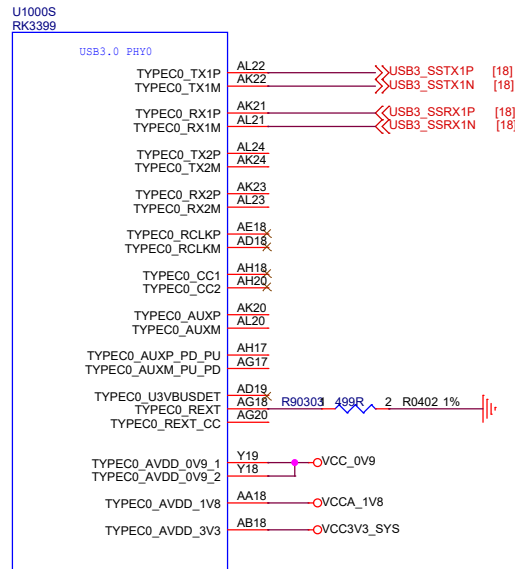 U1000S
RK3399
USB3.0 PHY0
TYPEC0_TX1P AL22 USB3_SSTX1P [18]
TYPEC0_TX1M AK22 USB3_SSTX1N [18]
TYPEC0_RX1P AK21 USB3_SSRX1P [18]
TYPEC0_RX1M AL21 USB3_SSRX1N [18]
TYPEC0_TX2P AL24
TYPEC0_TX2M AK24
TYPEC0_RX2P AK23
TYPEC0_RX2M AL23
TYPEC0_RCLKP AE18
TYPEC0_RCLKM AD18
TYPEC0_CC1 AH18
TYPEC0_CC2 AH20
TYPEC0_AUXP AK20
TYPEC0_AUXM AL20
TYPEC0_AUXP_PD_PU AH17
TYPEC0_AUXM_PU_PD AG17
TYPEC0_U3VBUSDET AD19
TYPEC0_REXT AG18 R90303 1 499R 2 R0402 1%
TYPEC0_REXT_CC AG20
TYPEC0_AVDD_0V9_1 Y19 VCC_0V9
TYPEC0_AVDD_0V9_2 Y18
TYPEC0_AVDD_1V8 AA18 VCCA_1V8
TYPEC0_AVDD_3V3 AB18 VCC3V3_SYS